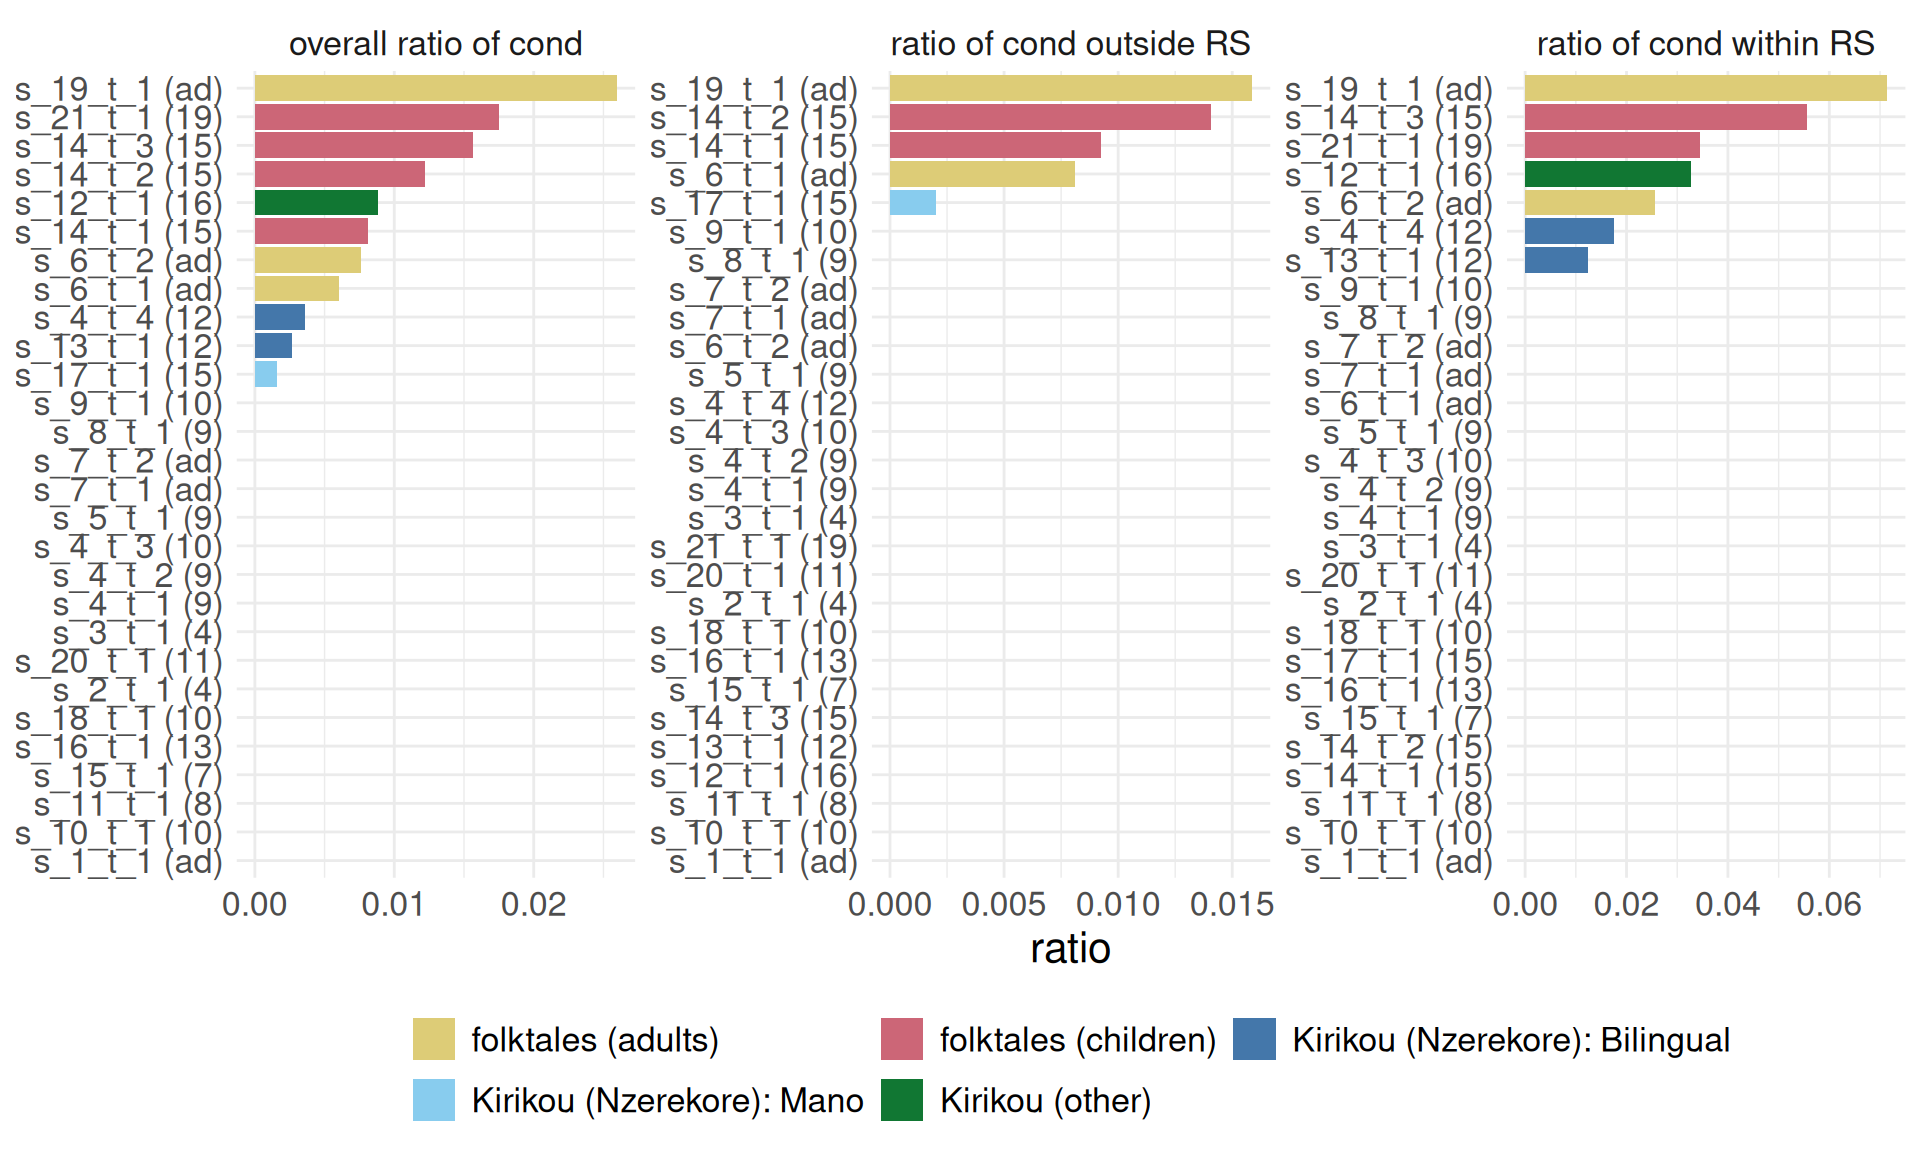 overall ratio of cond
s_19_t_1 (ad)
s_21_t_1 (19)
s_14_t_3 (15)
s_14_t_2 (15)
s_12_t_1 (16)
s_14_t_1 (15)
s_6_t_2 (ad)
s_6_t_1 (ad)
s_4_t_4 (12)
s_13_t_1 (12)
s_17_t_1 (15)
s_9_t_1 (10)
s_8_t_1 (9)
s_7_t_2 (ad)
s_7_t_1 (ad)
s_5_t_1 (9)
s_4_t_3 (10)
s_4_t_2 (9)
s_4_t_1 (9)
s_3_t_1 (4)
s_20_t_1 (11)
s_2_t_1 (4)
s_18_t_1 (10)
s_16_t_1 (13)
s_15_t_1 (7)
s_11_t_1 (8)
s_10_t_1 (10)
s_1_t_1 (ad)
0.00 0.01 0.02
ratio of cond outside RS
s_19_t_1 (ad)
s_14_t_2 (15)
s_14_t_1 (15)
s_6_t_1 (ad)
s_17_t_1 (15)
s_9_t_1 (10)
s_8_t_1 (9)
s_7_t_2 (ad)
s_7_t_1 (ad)
s_6_t_2 (ad)
s_5_t_1 (9)
s_4_t_4 (12)
s_4_t_3 (10)
s_4_t_2 (9)
s_4_t_1 (9)
s_3_t_1 (4)
s_21_t_1 (19)
s_20_t_1 (11)
s_2_t_1 (4)
s_18_t_1 (10)
s_16_t_1 (13)
s_15_t_1 (7)
s_14_t_3 (15)
s_13_t_1 (12)
s_12_t_1 (16)
s_11_t_1 (8)
s_10_t_1 (10)
s_1_t_1 (ad)
0.000 0.005 0.010 0.015
ratio of cond within RS
s_19_t_1 (ad)
s_14_t_3 (15)
s_21_t_1 (19)
s_12_t_1 (16)
s_6_t_2 (ad)
s_4_t_4 (12)
s_13_t_1 (12)
s_9_t_1 (10)
s_8_t_1 (9)
s_7_t_2 (ad)
s_7_t_1 (ad)
s_6_t_1 (ad)
s_5_t_1 (9)
s_4_t_3 (10)
s_4_t_2 (9)
s_4_t_1 (9)
s_3_t_1 (4)
s_20_t_1 (11)
s_2_t_1 (4)
s_18_t_1 (10)
s_17_t_1 (15)
s_16_t_1 (13)
s_15_t_1 (7)
s_14_t_2 (15)
s_14_t_1 (15)
s_11_t_1 (8)
s_10_t_1 (10)
s_1_t_1 (ad)
0.00 0.02 0.04 0.06
ratio
folktales (adults) folktales (children) Kirikou (Nzerekore): Bilingual
Kirikou (Nzerekore): Mano Kirikou (other)